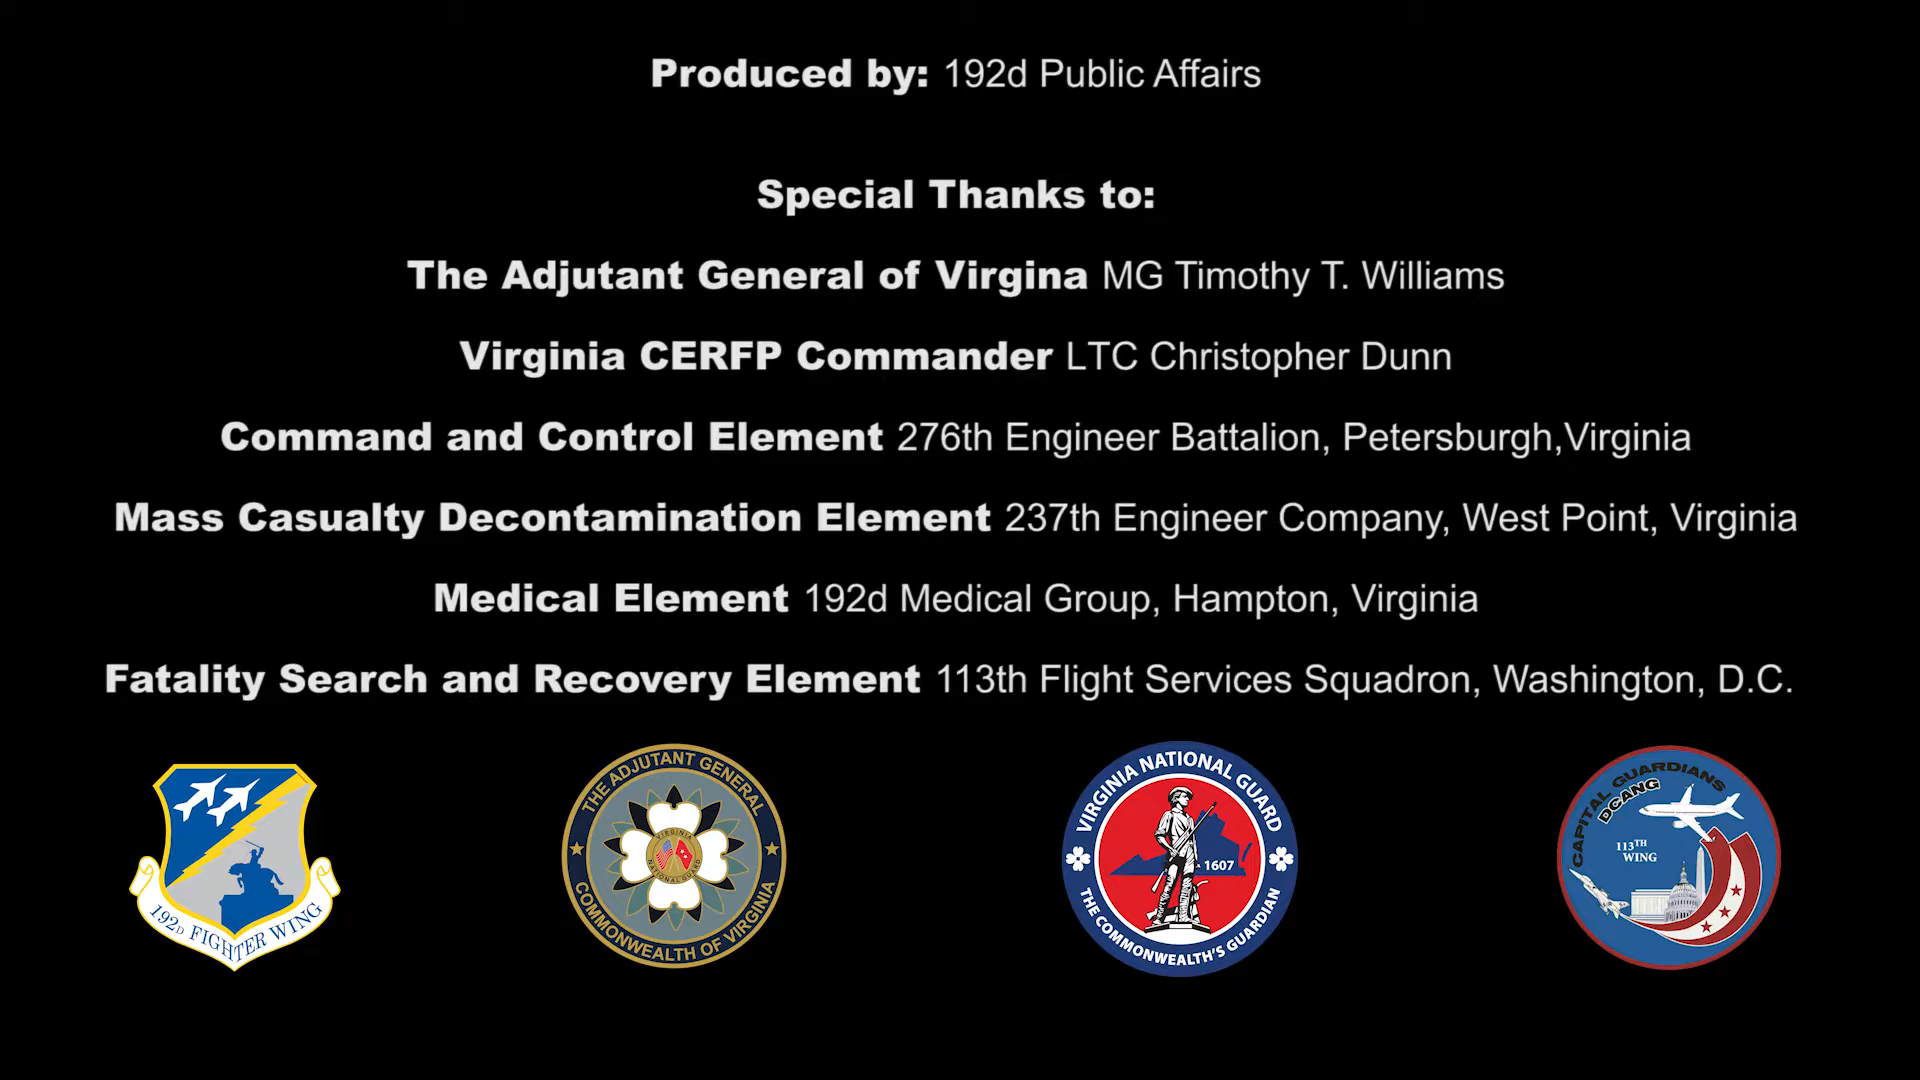 Produced by: 192d Public Affairs
Special Thanks to:
The Adjutant General of Virgina MG Timothy T. Williams
Virginia CERFP Commander LTC Christopher Dunn
Command and Control Element 276th Engineer Battalion, Petersburgh,Virginia
Mass Casualty Decontamination Element 237th Engineer Company, West Point, Virginia
Medical Element 192d Medical Group, Hampton, Virginia
Fatality Search and Recovery Element 113th Flight Services Squadron, Washington, D.C.
192D FIGHTER WING
THE ADJUTANT GENERAL
VIRGINIA
NATIONAL GUARD
COMMONWEALTH OF VIRGINIA
VIRGINIA NATIONAL GUARD
1607
THE COMMONWEALTH'S GUARDIAN
CAPITAL GUARDIANS
DCANG
113TH
WING